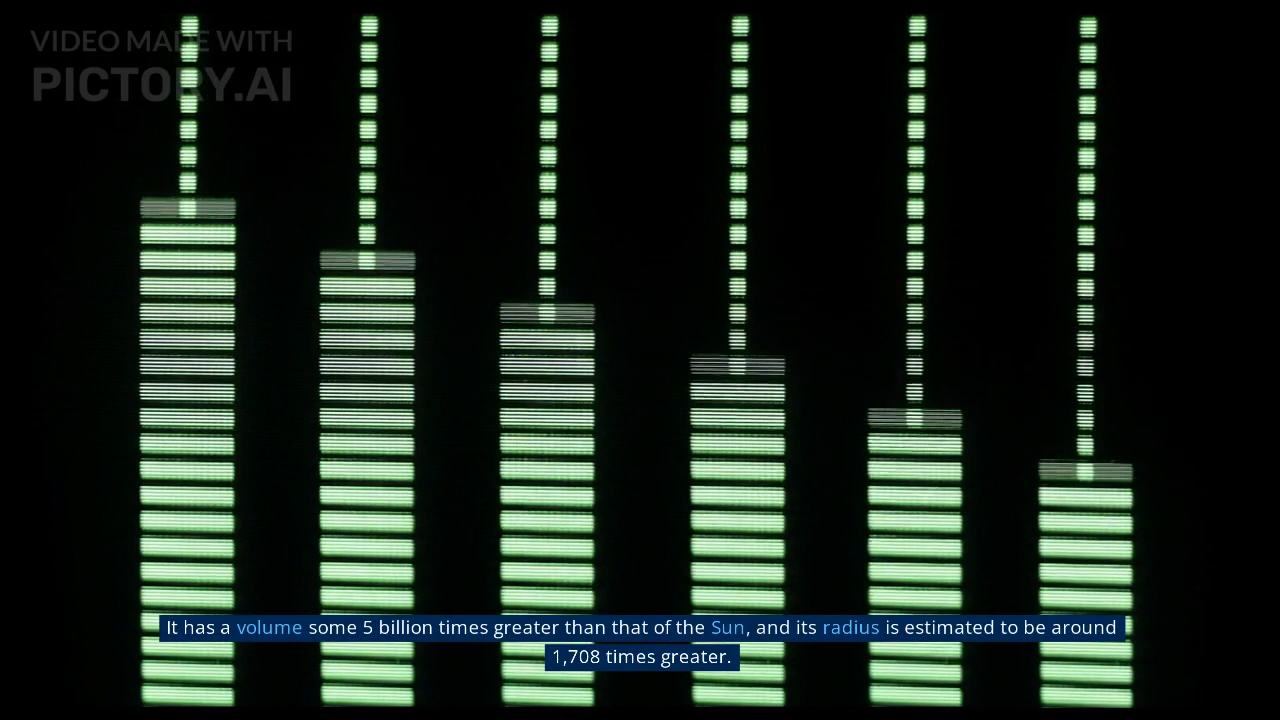 VIDEO MADE WITH
PICTORY.AI
It has a volume some 5 billion times greater than that of the Sun, and its radius is estimated to be around
1,708 times greater.